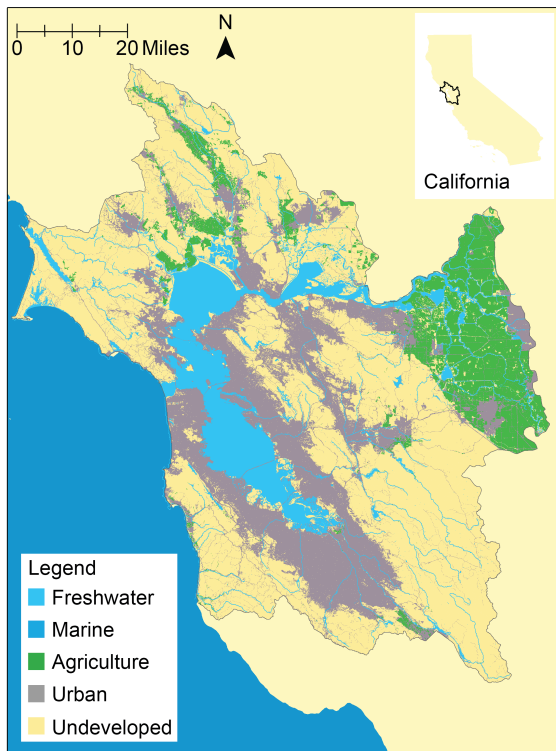 0 10 20 Miles
N
California
Legend
Freshwater
Marine
Agriculture
Urban
Undeveloped